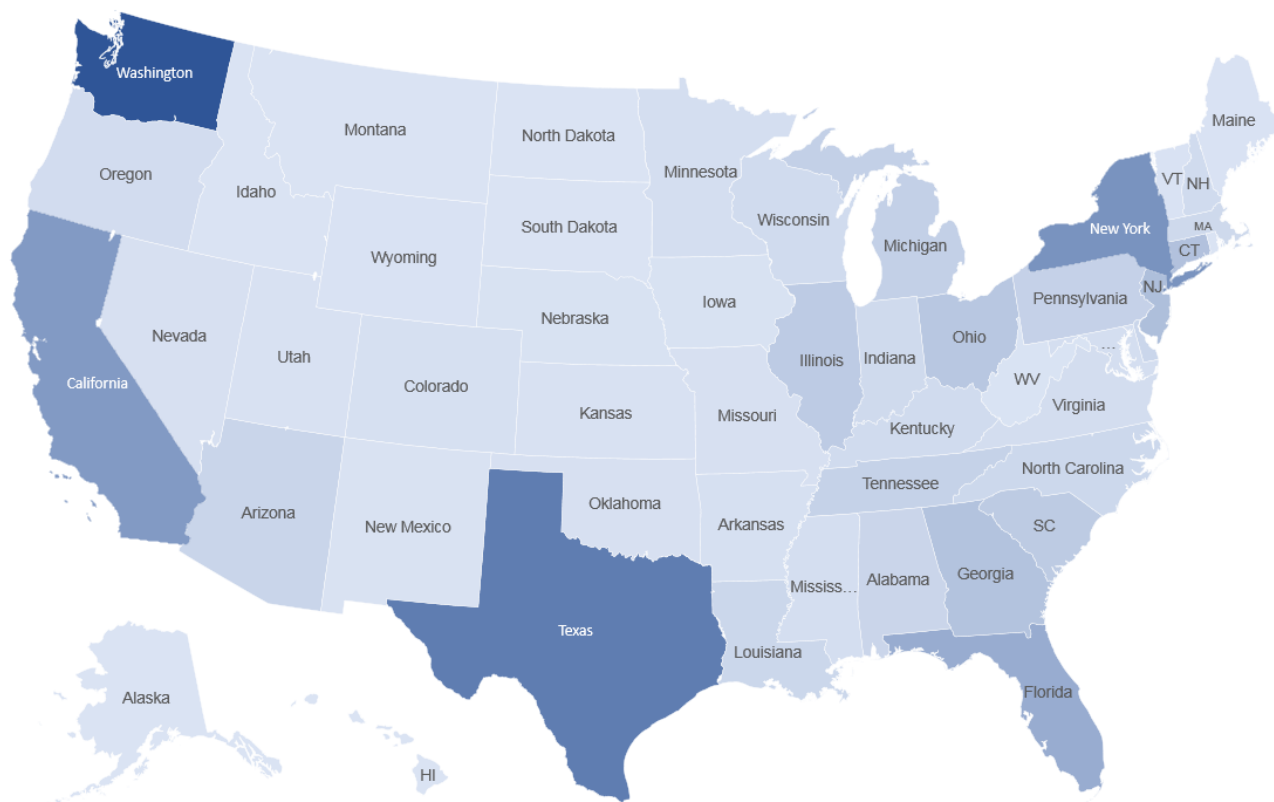 Washington
Montana
North Dakota
Minnesota
Maine
Oregon
Idaho
VT
NH
Wisconsin
South Dakota
New York
MA
Michigan
CT
Wyoming
NJ
Pennsylvania
Iowa
Nebraska
Nevada
Ohio
...
Utah
Illinois
Indiana
California
Colorado
WV
Kansas
Missouri
Virginia
Kentucky
North Carolina
Tennessee
Arizona
Oklahoma
New Mexico
Arkansas
SC
Georgia
Mississ...
Alabama
Texas
Louisiana
Florida
Alaska
HI